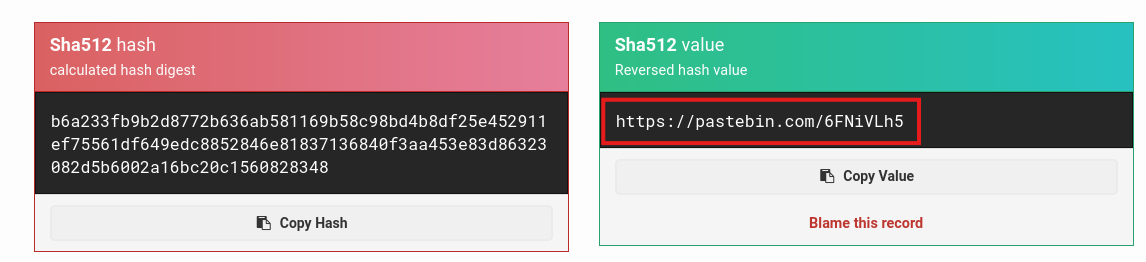 Sha512 hash
calculated hash digest
b6a233fb9b2d8772b636ab581169b58c98bd4b8df25e452911
ef75561df649edc8852846e81837136840f3aa453e83d86323
082d5b6002a16bc20c1560828348
Copy Hash
Sha512 value
Reversed hash value
https://pastebin.com/6FNiVLh5
Copy Value
Blame this record